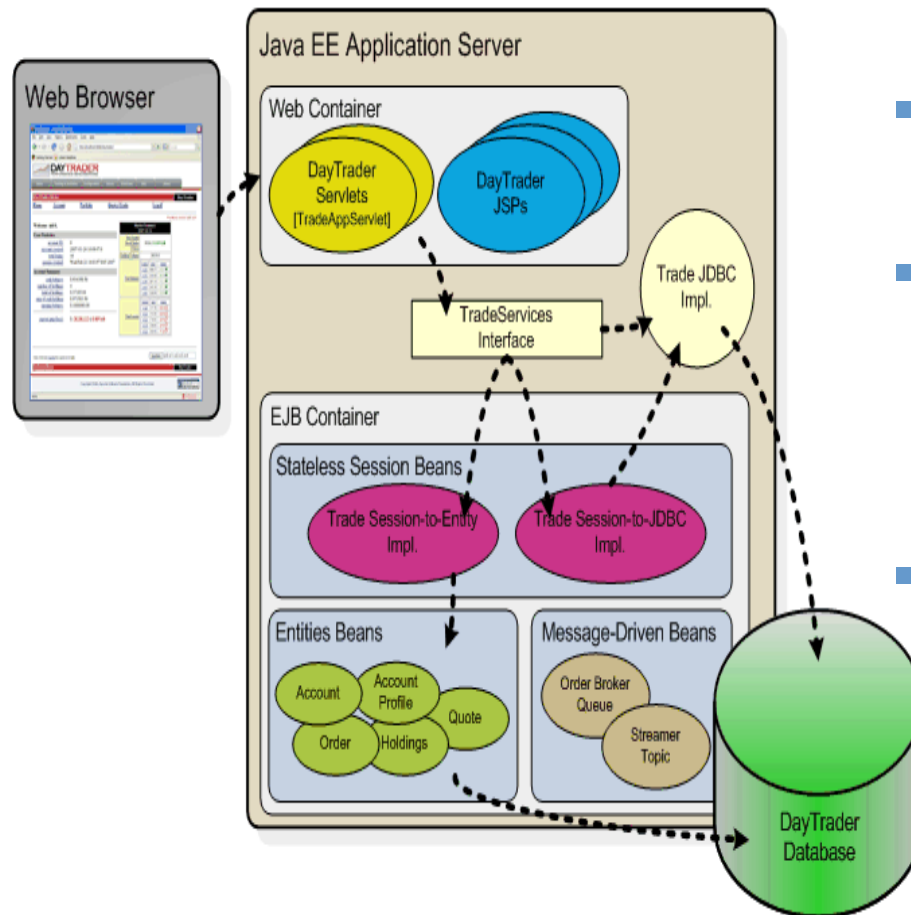 Java EE Application Server
Web Browser
DAYTRADER
Web Container
DayTrader
Servlets
[TradeAppServlet]
DayTrader
JSPs
Trade JDBC
Impl.
TradeServices
Interface
EJB Container
Stateless Session Beans
Trade Session-to-Entity
Impl.
Trade Session-to-JDBC
Impl.
Entities Beans
Account
Account
Profile
Quote
Order
Holdings
Message-Driven Beans
Order Broker
Queue
Streamer
Topic
DayTrader
Database